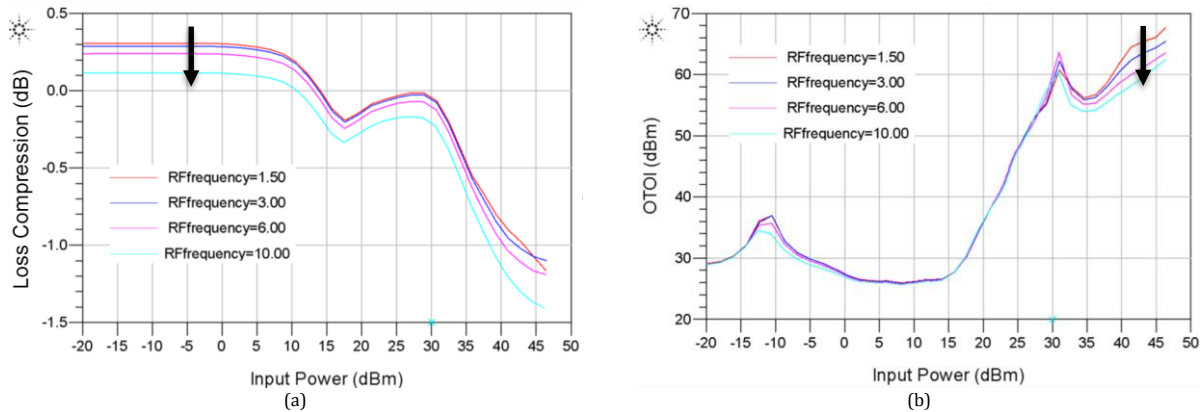 0.5
0.0
-0.5
-1.0
-1.5
Loss Compression (dB)
RFfrequency=1.50
RFfrequency=3.00
RFfrequency=6.00
RFfrequency=10.00
-20 -15 -10 -5 0 5 10 15 20 25 30 35 40 45 50
Input Power (dBm)
(a)
70
60
50
40
30
20
OTOI (dBm)
RFfrequency=1.50
RFfrequency=3.00
RFfrequency=6.00
RFfrequency=10.00
-20 -15 -10 -5 0 5 10 15 20 25 30 35 40 45 50
Input Power (dBm)
(b)